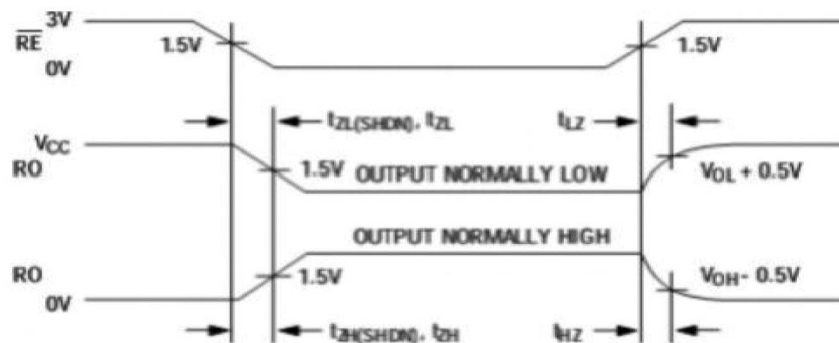 3V
RE
1.5V
1.5V
0V
tZL(SHDN), tZL
tLZ
VCC
RO
1.5V
OUTPUT NORMALLY LOW
VOL + 0.5V
OUTPUT NORMALLY HIGH
RO
1.5V
VOH – 0.5V
0V
tZH(SHDN), tZH
tHZ